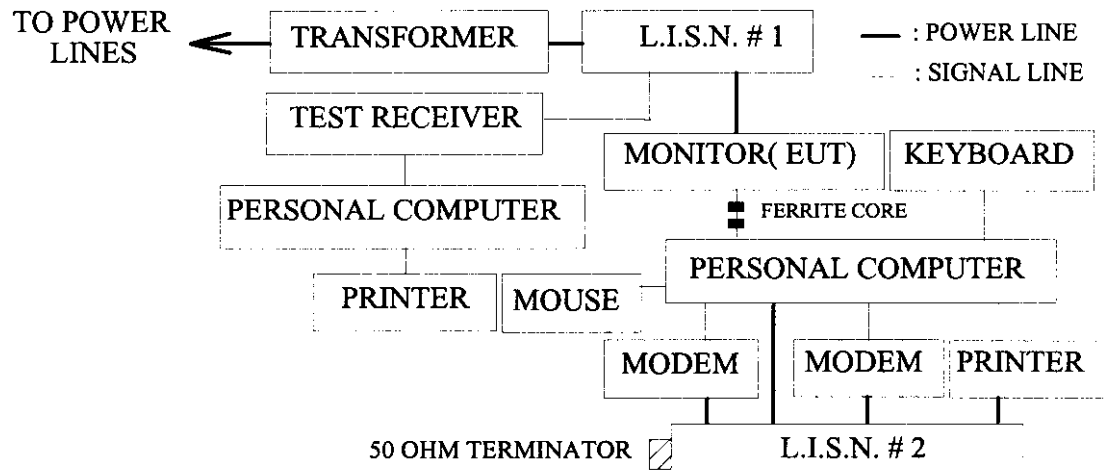 TO POWER
LINES
TRANSFORMER
L.I.S.N. # 1
: POWER LINE
: SIGNAL LINE
TEST RECEIVER
MONITOR( EUT)
KEYBOARD
PERSONAL COMPUTER
FERRITE CORE
PERSONAL COMPUTER
PRINTER
MOUSE
MODEM
MODEM
PRINTER
50 OHM TERMINATOR
L.I.S.N. # 2